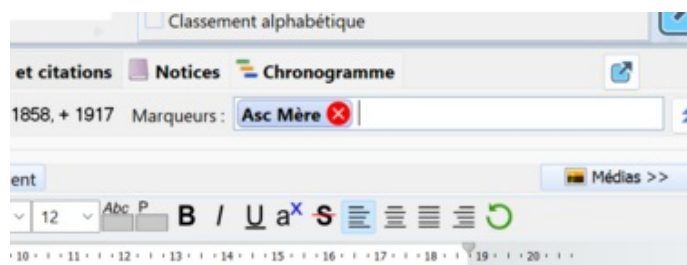 Classement alphabétique
et citations Notices Chronogramme
1858, + 1917 Marqueurs : Asc Mère
ent Médias >>
12 Abc P B I U aX S
10 11 12 13 14 15 16 17 18 19 20